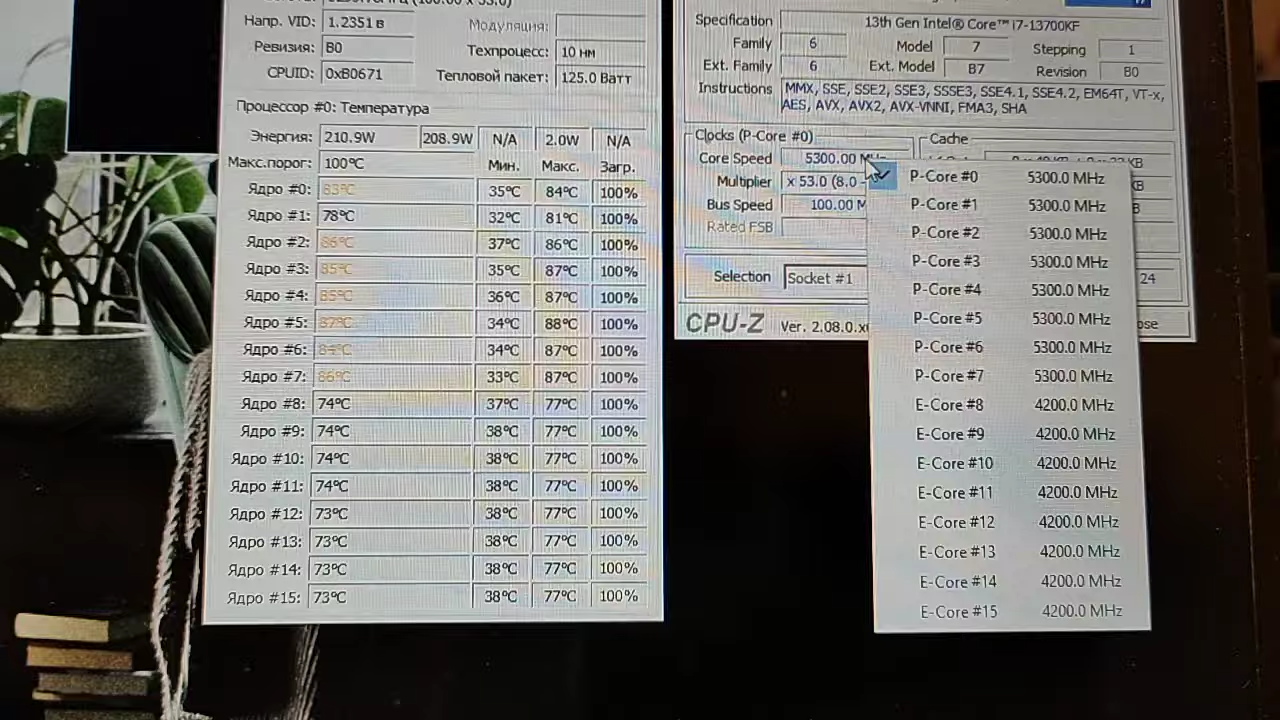 Напр. VID: 1.2351 в Модуляция:
Ревизия: B0 Техпроцесс: 10 нм
CPUID: 0xB0671 Тепловой пакет: 125.0 Ватт
Процессор #0: Температура
Энергия: 210.9W 208.9W N/A 2.0W N/A
Макс.порог: 100℃ Мин. Макс. Загр.
Ядро #0: 83℃ 35℃ 84℃ 100%
Ядро #1: 78℃ 32℃ 81℃ 100%
Ядро #2: 86℃ 37℃ 86℃ 100%
Ядро #3: 85℃ 35℃ 87℃ 100%
Ядро #4: 85℃ 36℃ 87℃ 100%
Ядро #5: 87℃ 34℃ 88℃ 100%
Ядро #6: 84℃ 34℃ 87℃ 100%
Ядро #7: 86℃ 33℃ 87℃ 100%
Ядро #8: 74℃ 37℃ 77℃ 100%
Ядро #9: 74℃ 38℃ 77℃ 100%
Ядро #10: 74℃ 38℃ 77℃ 100%
Ядро #11: 74℃ 38℃ 77℃ 100%
Ядро #12: 73℃ 38℃ 77℃ 100%
Ядро #13: 73℃ 38℃ 77℃ 100%
Ядро #14: 73℃ 38℃ 77℃ 100%
Ядро #15: 73℃ 38℃ 77℃ 100%
Specification 13th Gen Intel® Core™ i7-13700KF
Family 6 Model 7 Stepping 1
Ext. Family 6 Ext. Model B7 Revision B0
Instructions MMX, SSE, SSE2, SSE3, SSSE3, SSE4.1, SSE4.2, EM64T, VT-x,
AES, AVX, AVX2, AVX-VNNI, FMA3, SHA
Clocks (P-Core #0) Cache
Core Speed 5300.00
Multiplier x 53.0 (8.0 -
Bus Speed 100.00 M
Rated FSB
Selection Socket #1 24
CPU-Z Ver. 2.08.0.x
P-Core #0 5300.0 MHz
P-Core #1 5300.0 MHz
P-Core #2 5300.0 MHz
P-Core #3 5300.0 MHz
P-Core #4 5300.0 MHz
P-Core #5 5300.0 MHz
P-Core #6 5300.0 MHz
P-Core #7 5300.0 MHz
E-Core #8 4200.0 MHz
E-Core #9 4200.0 MHz
E-Core #10 4200.0 MHz
E-Core #11 4200.0 MHz
E-Core #12 4200.0 MHz
E-Core #13 4200.0 MHz
E-Core #14 4200.0 MHz
E-Core #15 4200.0 MHz